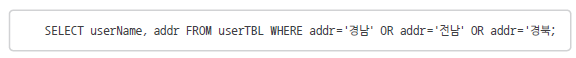 SELECT userName, addr FROM userTBL WHERE addr='경남' OR addr='전남' OR addr='경북;